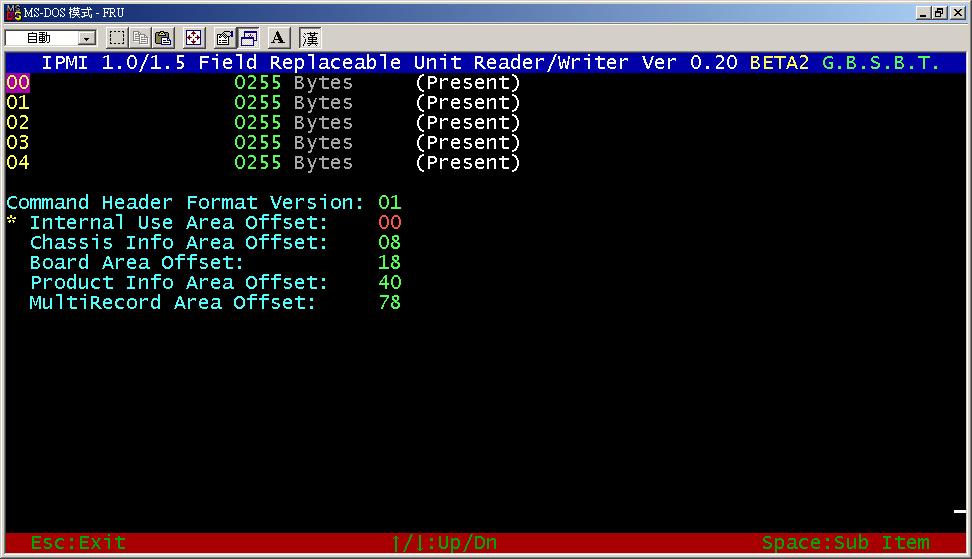 MS-DOS 模式 - FRU
自動
A 漢
IPMI 1.0/1.5 Field Replaceable Unit Reader/Writer Ver 0.20 BETA2 G.B.S.B.T.
00 0255 Bytes (Present)
01 0255 Bytes (Present)
02 0255 Bytes (Present)
03 0255 Bytes (Present)
04 0255 Bytes (Present)
Command Header Format Version: 01
* Internal Use Area Offset: 00
Chassis Info Area Offset: 08
Board Area Offset: 18
Product Info Area Offset: 40
MultiRecord Area Offset: 78
Esc:Exit ↑/↓:Up/Dn Space:Sub Item